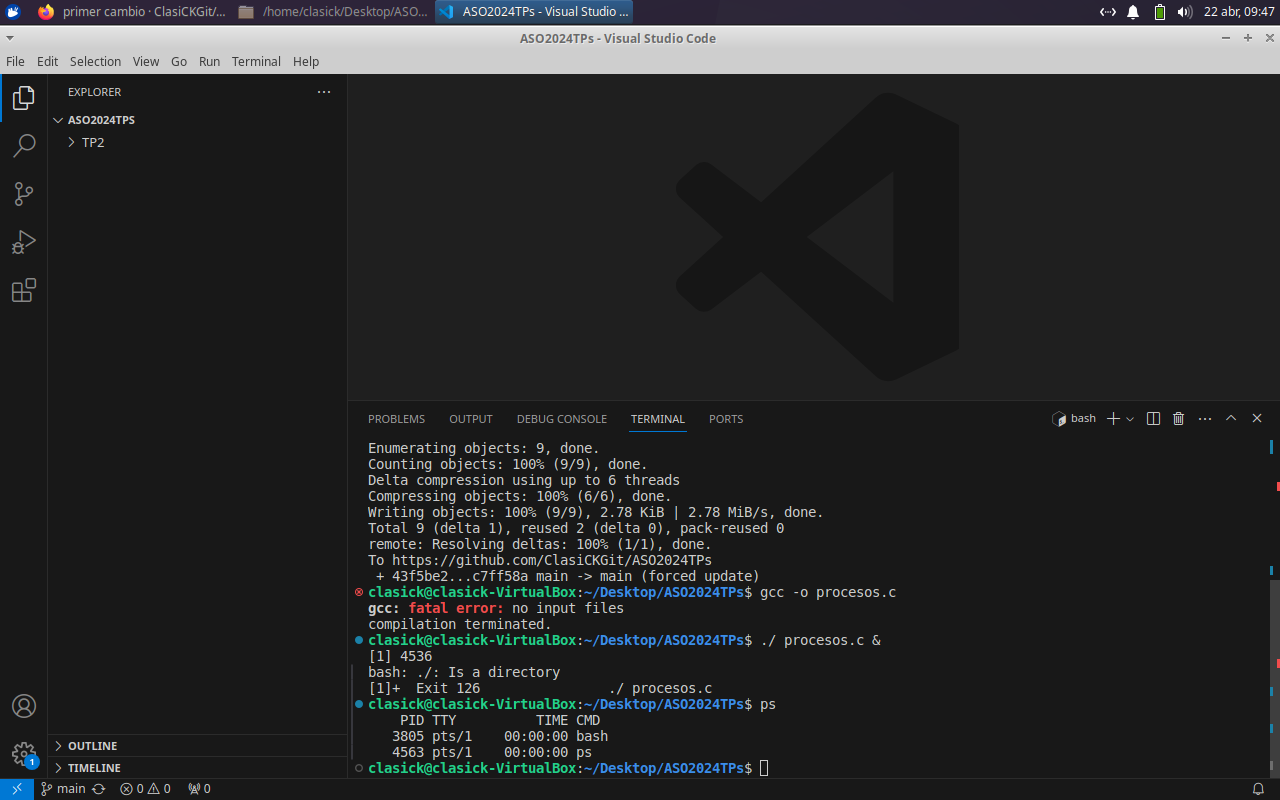 primer cambio · ClasiCKGit/... /home/clasick/Desktop/ASO... ASO2024TPs - Visual Studio ... 22 abr, 09:47
ASO2024TPs - Visual Studio Code
File Edit Selection View Go Run Terminal Help
EXPLORER
ASO2024TPS
TP2
PROBLEMS OUTPUT DEBUG CONSOLE TERMINAL PORTS bash
Enumerating objects: 9, done.
Counting objects: 100% (9/9), done.
Delta compression using up to 6 threads
Compressing objects: 100% (6/6), done.
Writing objects: 100% (9/9), 2.78 KiB | 2.78 MiB/s, done.
Total 9 (delta 1), reused 2 (delta 0), pack-reused 0
remote: Resolving deltas: 100% (1/1), done.
To https://github.com/ClasiCKGit/ASO2024TPs
+ 43f5be2...c7ff58a main -> main (forced update)
clasick@clasick-VirtualBox:~/Desktop/ASO2024TPs$ gcc -o procesos.c
gcc: fatal error: no input files
compilation terminated.
clasick@clasick-VirtualBox:~/Desktop/ASO2024TPs$ ./ procesos.c &
[1] 4536
bash: ./: Is a directory
[1]+  Exit 126                ./ procesos.c
clasick@clasick-VirtualBox:~/Desktop/ASO2024TPs$ ps
PID TTY          TIME CMD
3805 pts/1    00:00:00 bash
4563 pts/1    00:00:00 ps
clasick@clasick-VirtualBox:~/Desktop/ASO2024TPs$
OUTLINE
1
TIMELINE
main 0 0 0